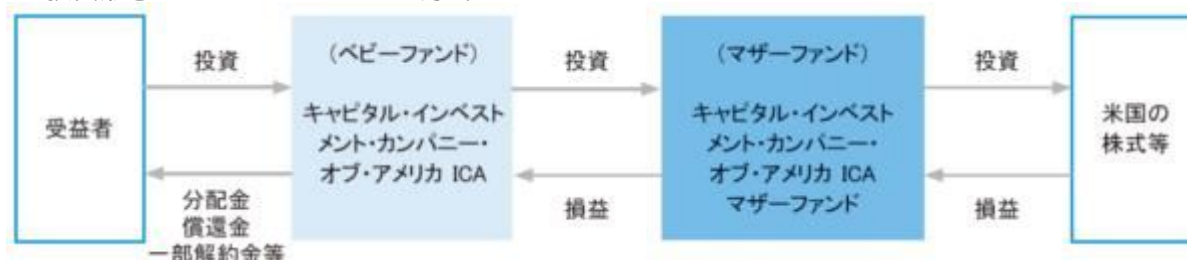 投資
(ベビーファンド)
投資
(マザーファンド)
投資
受益者
キャピタル・インベスト
メント・カンパニー・
オブ・アメリカ ICA
キャピタル・インベスト
メント・カンパニー・
オブ・アメリカ ICA
マザーファンド
米国の
株式等
分配金
償還金
一部解約金等
損益
損益